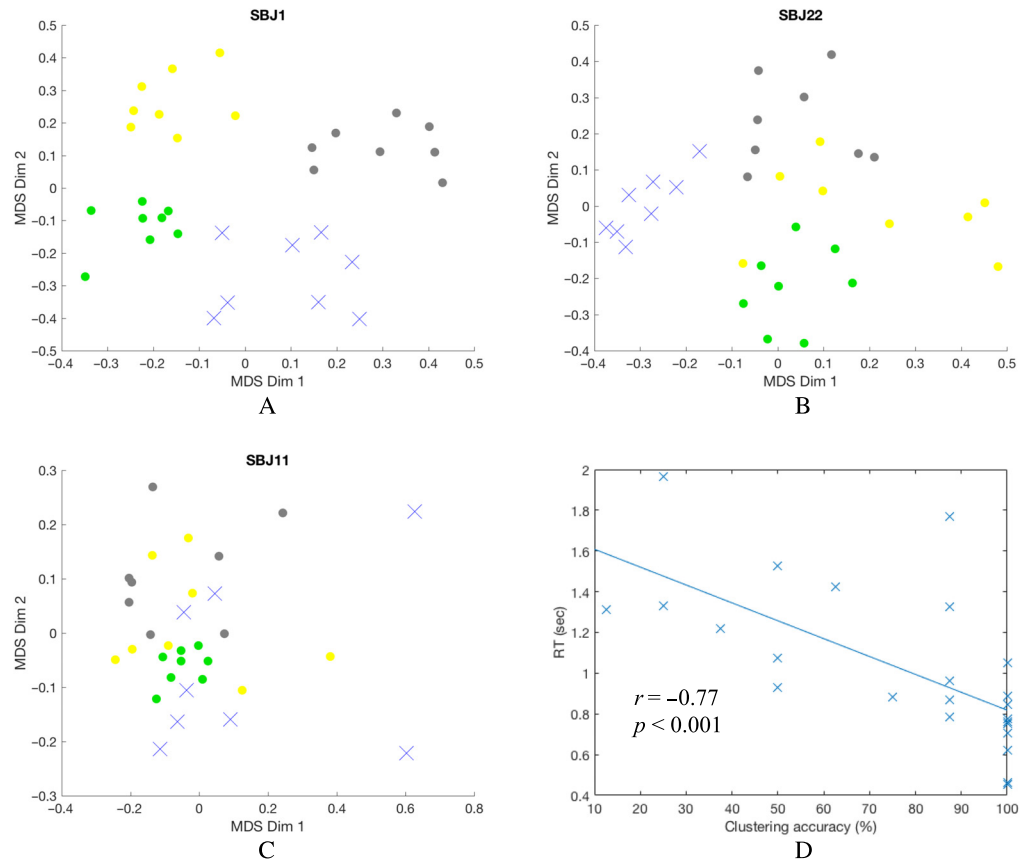 SBJ1
0.5
0.4
0.3
0.2
0.1
0
−0.1
−0.2
−0.3
−0.4
−0.5
MDS Dim 2
−0.4 −0.3 −0.2 −0.1 0 0.1 0.2 0.3 0.4 0.5
MDS Dim 1
A
SBJ22
0.5
0.4
0.3
0.2
0.1
0
−0.1
−0.2
−0.3
−0.4
MDS Dim 2
−0.4 −0.3 −0.2 −0.1 0 0.1 0.2 0.3 0.4 0.5
MDS Dim 1
B
SBJ11
0.3
0.2
0.1
0
−0.1
−0.2
−0.3
MDS Dim 2
−0.4 −0.2 0 0.2 0.4 0.6 0.8
MDS Dim 1
C
2
1.8
1.6
1.4
1.2
1
0.8
0.6
0.4
RT (sec)
r = −0.77
p < 0.001
10 20 30 40 50 60 70 80 90 100
Clustering accuracy (%)
D